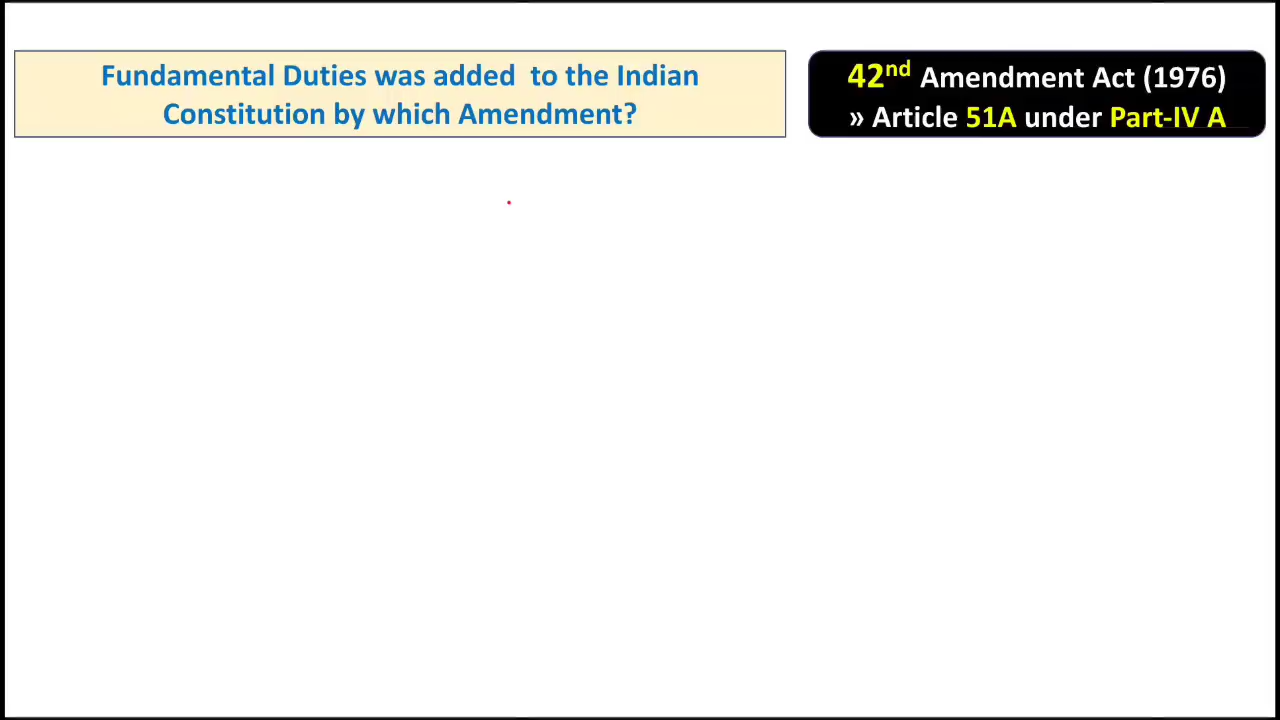 Fundamental Duties was added  to the Indian
Constitution by which Amendment?
42nd Amendment Act (1976)
» Article 51A under Part-IV A